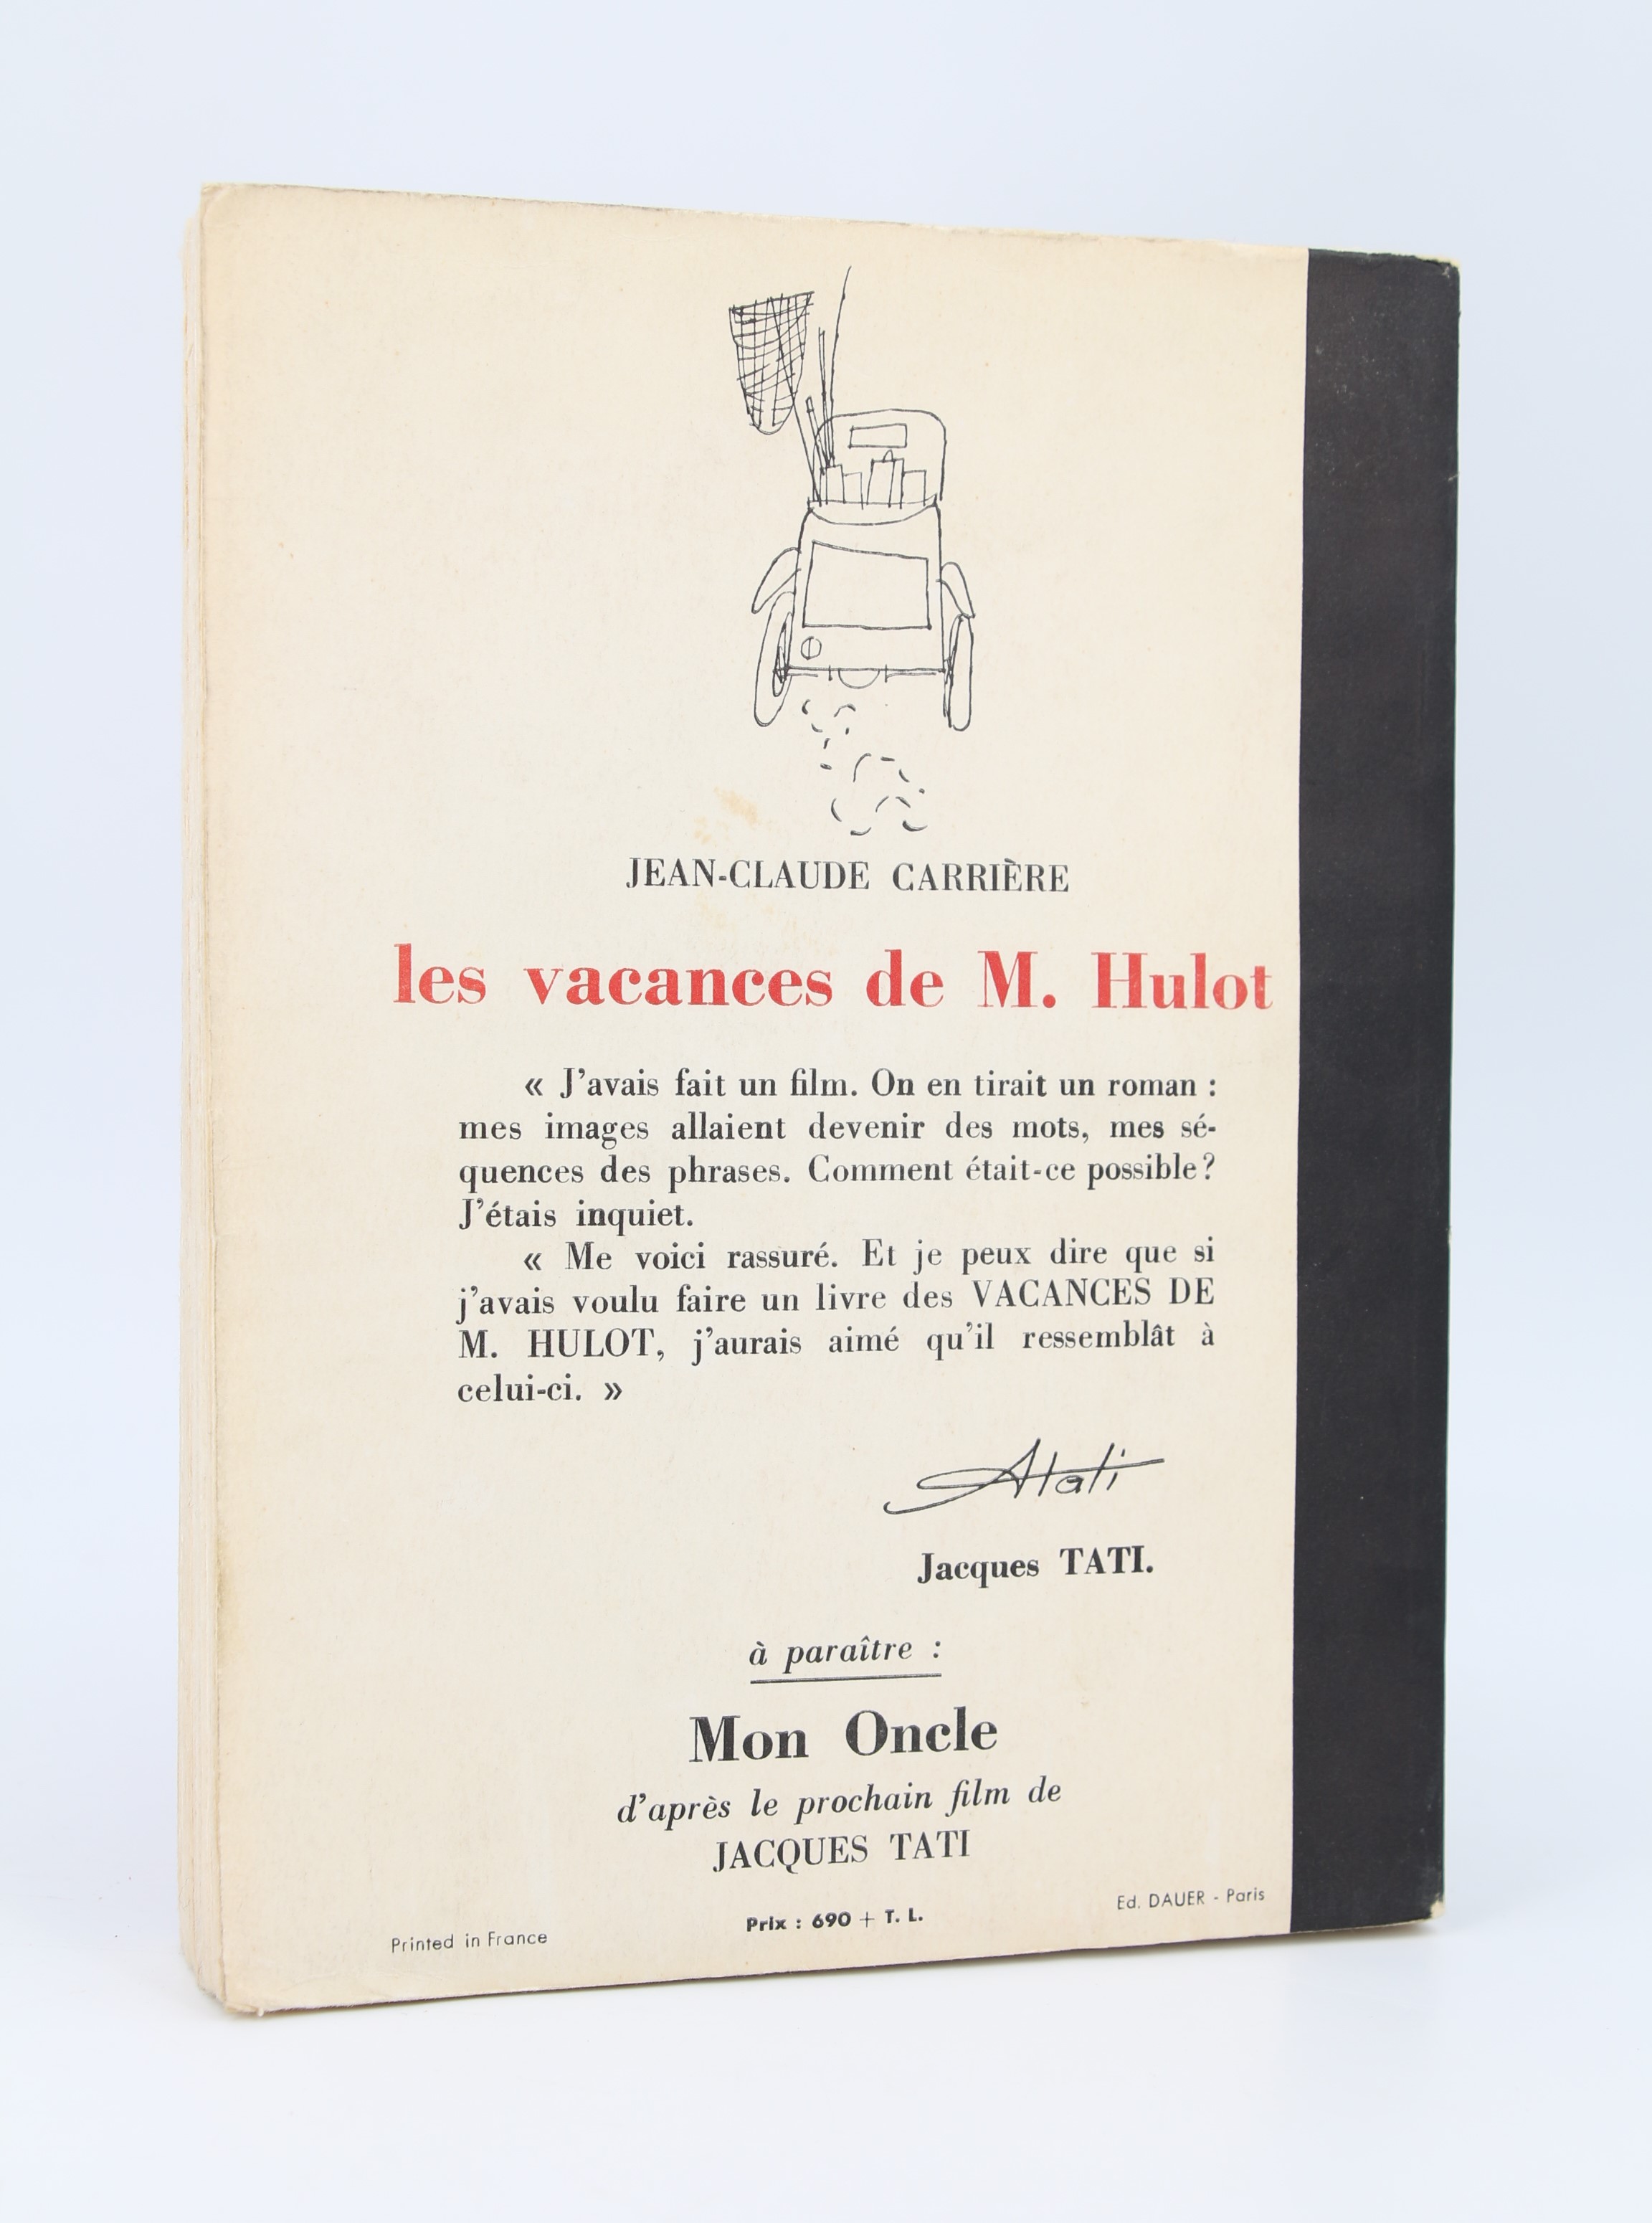 JEAN-CLAUDE CARRIÈRE
les vacances de M. Hulot
« J'avais fait un film. On en tirait un roman :
mes images allaient devenir des mots, mes sé-
quences des phrases. Comment était-ce possible ?
J'étais inquiet.
« Me voici rassuré. Et je peux dire que si
j'avais voulu faire un livre des VACANCES DE
M. HULOT, j'aurais aimé qu'il ressemblât à
celui-ci. »
Jacques TATI.
à paraître :
Mon Oncle
d'après le prochain film de
JACQUES TATI
Printed in France
Prix : 690 + T. L.
Ed. DAUER - Paris